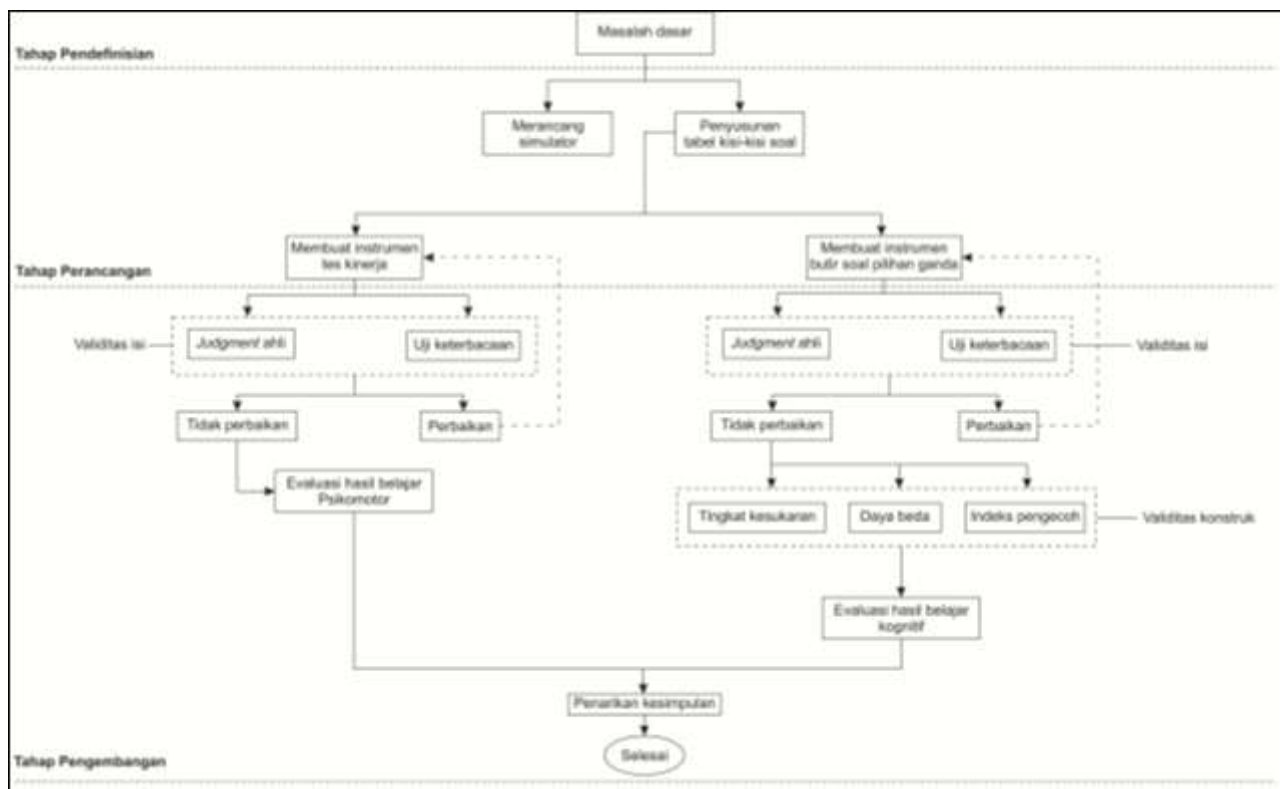 Masalah dasar
Tahap Pendefinisian
Merancang
simulator
Penyusunan
tabel kisi-kisi soal
Membuat instrumen
tes kinerja
Membuat instrumen
butir soal pilihan ganda
Tahap Perancangan
Validitas isi
Judgment ahli
Uji keterbacaan
Judgment ahli
Uji keterbacaan
Validitas isi
Tidak perbaikan
Perbaikan
Tidak perbaikan
Perbaikan
Evaluasi hasil belajar
Psikomotor
Tingkat kesukaran
Daya beda
Indeks pengecoh
Validitas konstruk
Evaluasi hasil belajar
kognitif
Penarikan kesimpulan
Selesai
Tahap Pengembangan